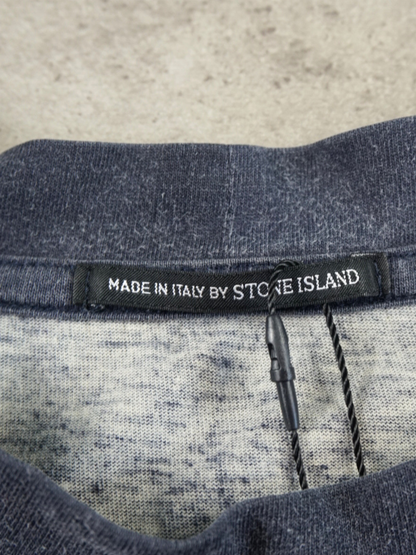 MADE IN ITALY BY STONE ISLAND